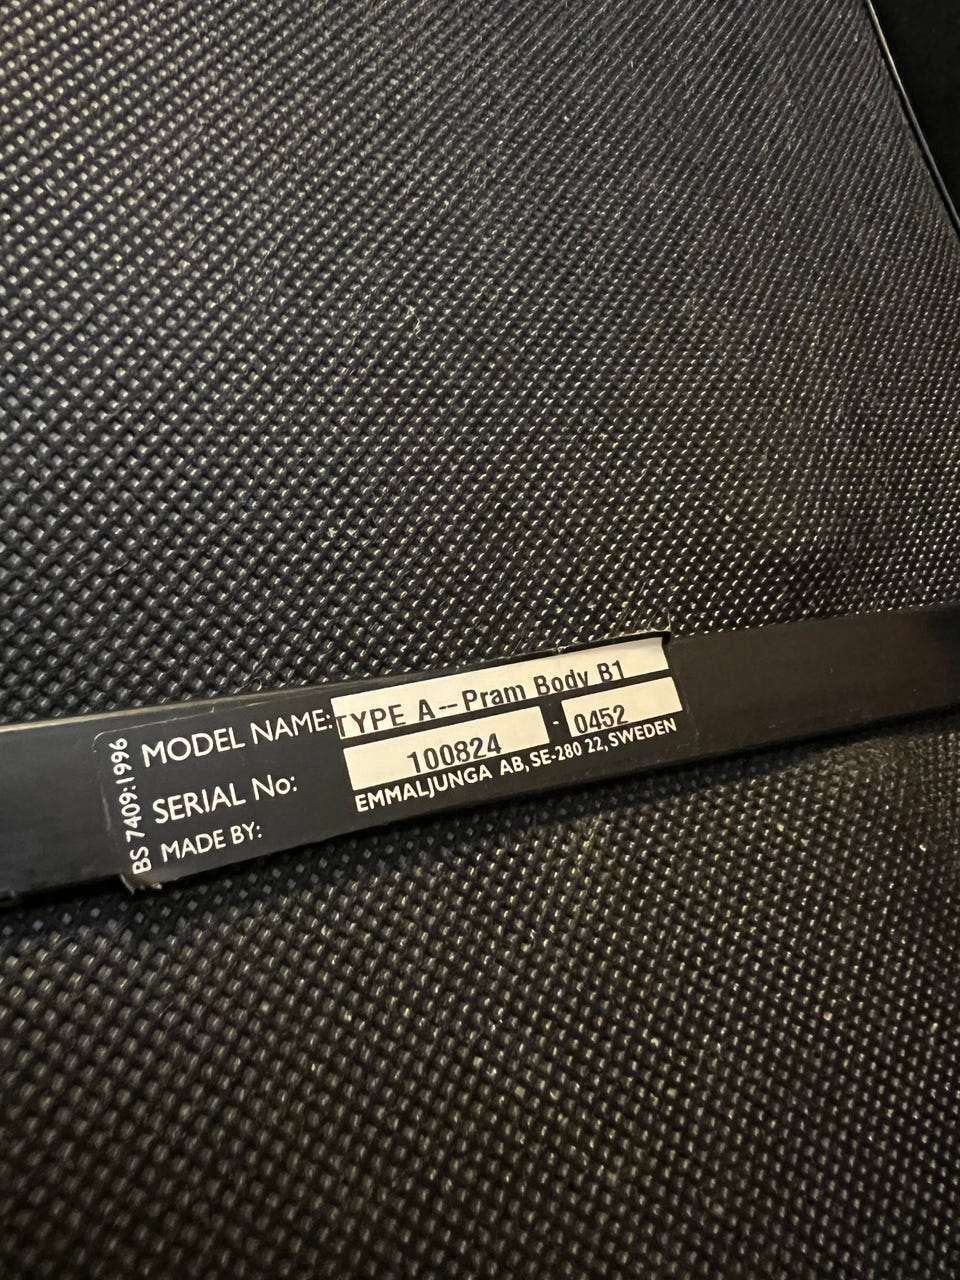 BS 7409:1996
MODEL NAME: TYPE A--Pram Body B1
SERIAL No: 100824 - 0452
MADE BY: EMMALJUNGA AB, SE-280 22, SWEDEN